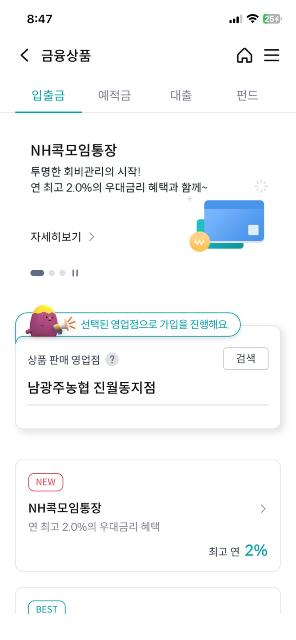 8:47
25
금융상품
입출금 예적금 대출 펀드
NH콕모임통장
투명한 회비관리의 시작!
연 최고 2.0%의 우대금리 혜택과 함께~
자세히보기
선택된 영업점으로 가입을 진행해요.
상품 판매 영업점 ? 검색
남광주농협 진월동지점
NEW
NH콕모임통장
연 최고 2.0%의 우대금리 혜택
최고 연 2%
BEST